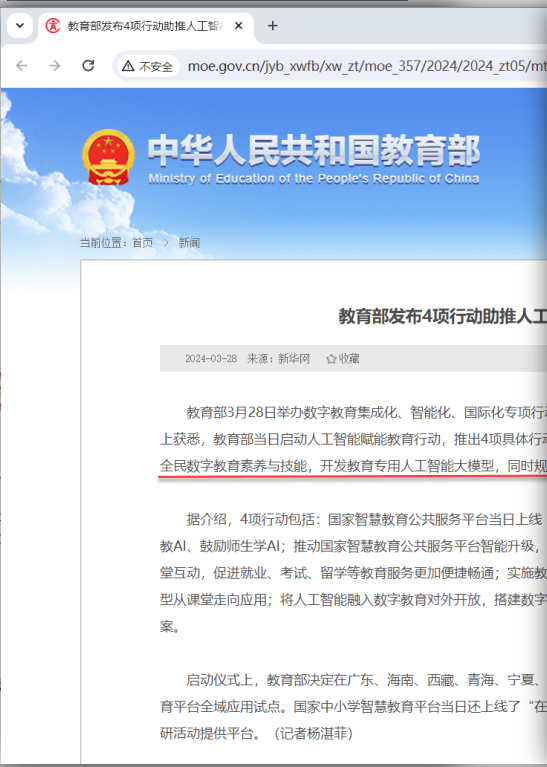 教育部发布4项行动助推人工智
不安全
moe.gov.cn/jyb_xwfb/xw_zt/moe_357/2024/2024_zt05/mt
中华人民共和国教育部
Ministry of Education of the People's Republic of China
当前位置：首页 > 新闻
教育部发布4项行动助推人工
2024-03-28 来源：新华网 收藏
教育部3月28日举办数字教育集成化、智能化、国际化专项行动
上获悉，教育部当日启动人工智能赋能教育行动，推出4项具体行动
全民数字教育素养与技能，开发教育专用人工智能大模型，同时规
据介绍，4项行动包括：国家智慧教育公共服务平台当日上线
教AI、鼓励师生学AI；推动国家智慧教育公共服务平台智能升级，
堂互动，促进就业、考试、留学等教育服务更加便捷畅通；实施教
型从课堂走向应用；将人工智能融入数字教育对外开放，搭建数字
案。
启动仪式上，教育部决定在广东、海南、西藏、青海、宁夏、
育平台全域应用试点。国家中小学智慧教育平台当日还上线了“在
研活动提供平台。（记者杨湛菲）